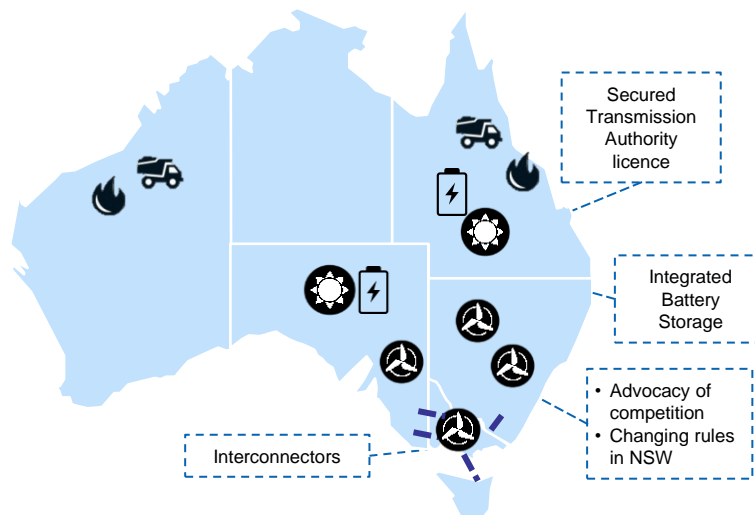 Secured
Transmission
Authority
licence
Integrated
Battery
Storage
• Advocacy of
competition
• Changing rules
in NSW
Interconnectors